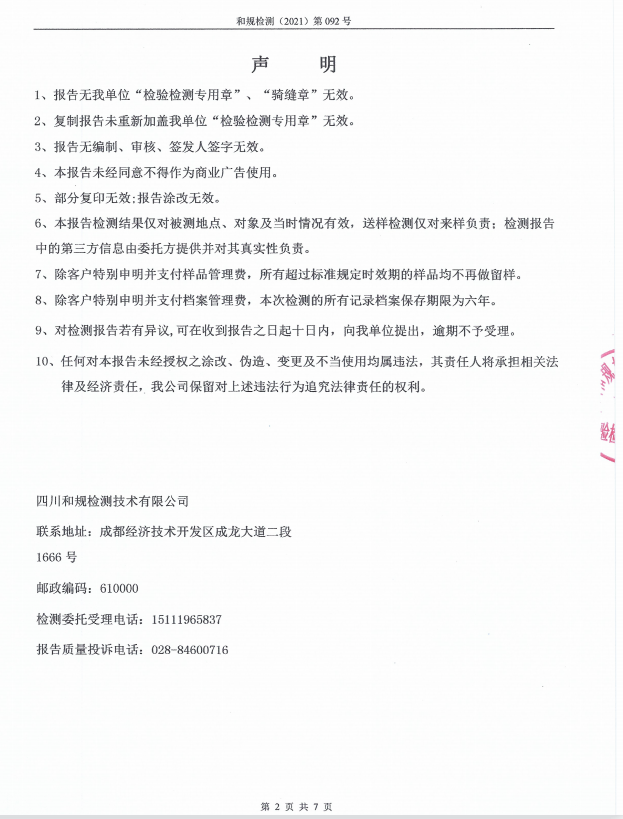 和规检测（2021）第 092 号
声 明
1、报告无我单位“检验检测专用章”、“骑缝章”无效。
2、复制报告未重新加盖我单位“检验检测专用章”无效。
3、报告无编制、审核、签发人签字无效。
4、本报告未经同意不得作为商业广告使用。
5、部分复印无效;报告涂改无效。
6、本报告检测结果仅对被测地点、对象及当时情况有效，送样检测仅对来样负责；检测报告
中的第三方信息由委托方提供并对其真实性负责。
7、除客户特别申明并支付样品管理费，所有超过标准规定时效期的样品均不再做留样。
8、除客户特别申明并支付档案管理费，本次检测的所有记录档案保存期限为六年。
9、对检测报告若有异议,可在收到报告之日起十日内，向我单位提出，逾期不予受理。
10、任何对本报告未经授权之涂改、伪造、变更及不当使用均属违法，其责任人将承担相关法
律及经济责任，我公司保留对上述违法行为追究法律责任的权利。
四川和规检测技术有限公司
联系地址：成都经济技术开发区成龙大道二段
1666 号
邮政编码：610000
检测委托受理电话：15111965837
报告质量投诉电话：028-84600716
第 2 页 共 7 页